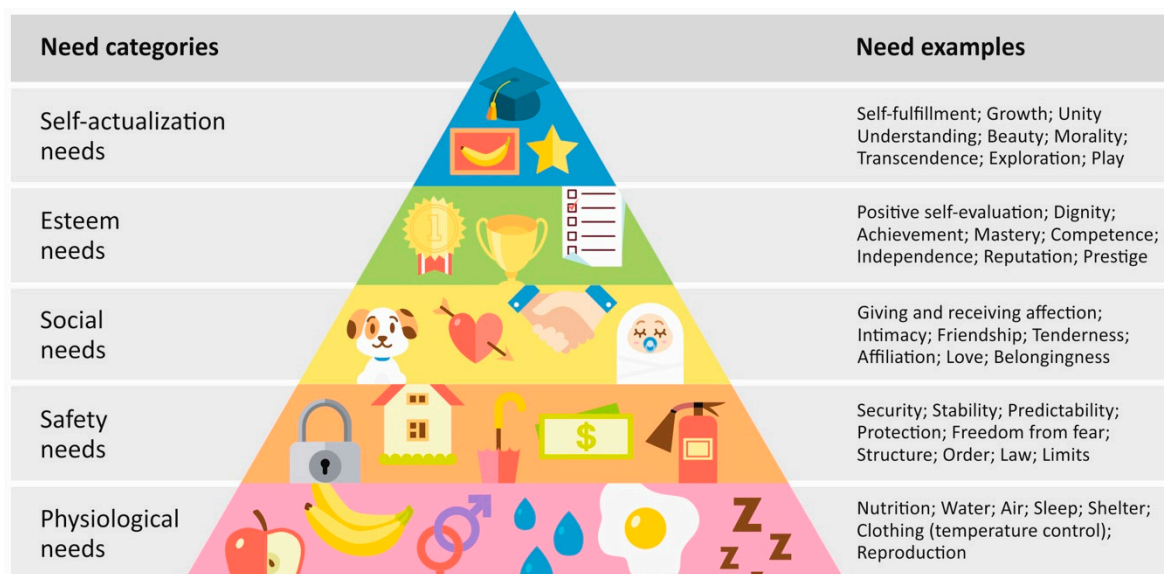 Need categories
Need examples
Self-actualization
needs
Self-fulfillment; Growth; Unity
Understanding; Beauty; Morality;
Transcendence; Exploration; Play
Esteem
needs
1
Positive self-evaluation; Dignity;
Achievement; Mastery; Competence;
Independence; Reputation; Prestige
Social
needs
Giving and receiving affection;
Intimacy; Friendship; Tenderness;
Affiliation; Love; Belongingness
Safety
needs
$
Security; Stability; Predictability;
Protection; Freedom from fear;
Structure; Order; Law; Limits
Physiological
needs
Z
Z
Z
Z
Nutrition; Water; Air; Sleep; Shelter;
Clothing (temperature control);
Reproduction